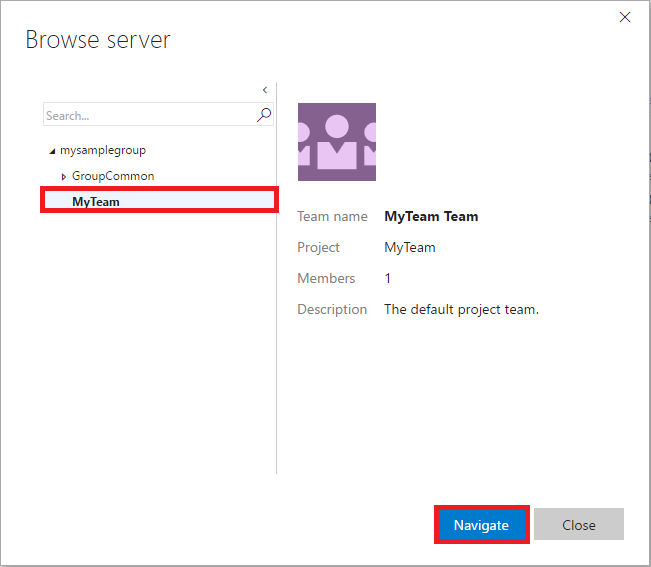 Browse server
Search...
mysamplegroup
GroupCommon
MyTeam
Team name MyTeam Team
Project MyTeam
Members 1
Description The default project team.
Navigate Close